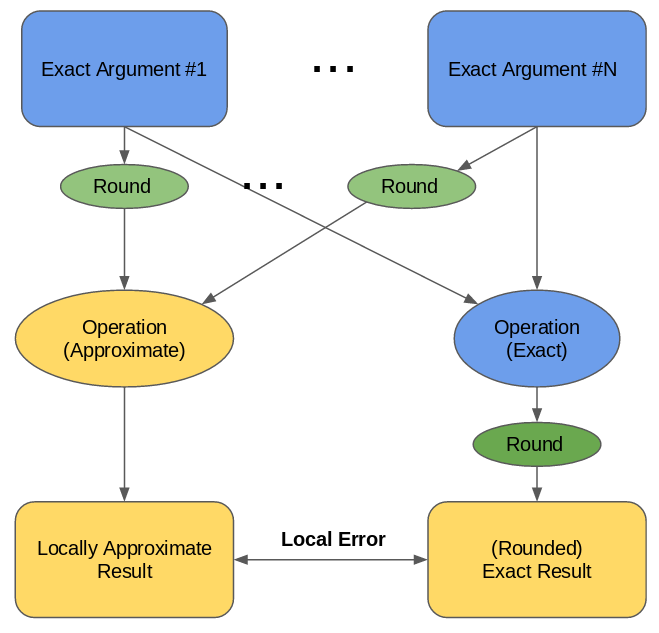 Exact Argument #1
...
Exact Argument #N
Round
...
Round
Operation
(Approximate)
Operation
(Exact)
Round
Locally Approximate
Result
Local Error
(Rounded)
Exact Result